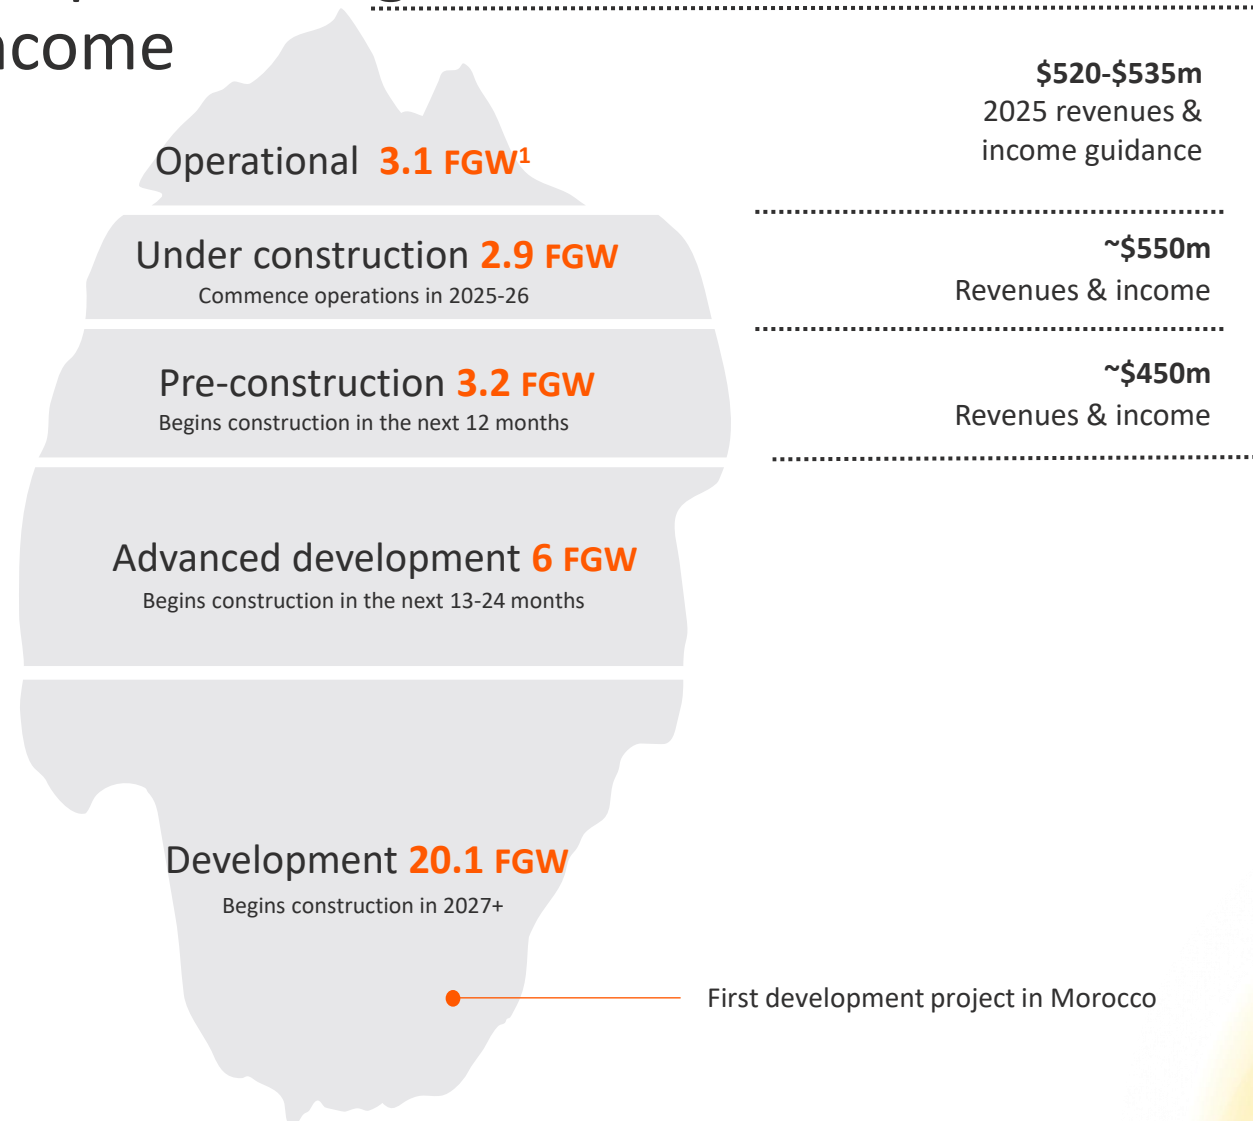 Operational 3.1 FGW¹
$520-$535m
2025 revenues &
income guidance
Under construction 2.9 FGW
Commence operations in 2025-26
~$550m
Revenues & income
Pre-construction 3.2 FGW
Begins construction in the next 12 months
~$450m
Revenues & income
Advanced development 6 FGW
Begins construction in the next 13-24 months
Development 20.1 FGW
Begins construction in 2027+
First development project in Morocco